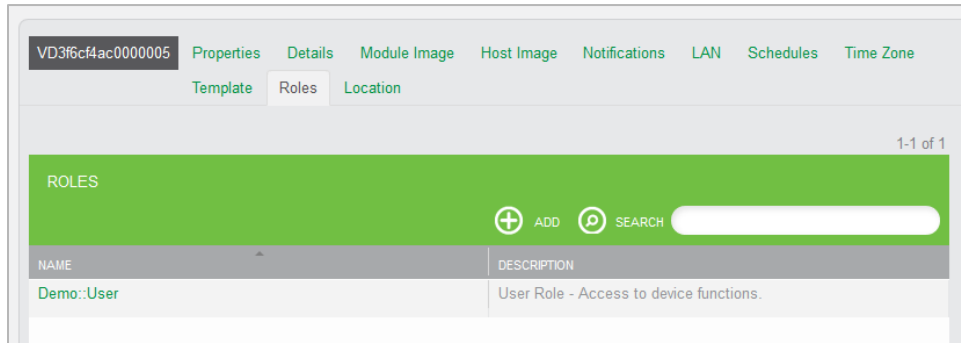 VD3f6cf4ac0000005 Properties Details Module Image Host Image Notifications LAN Schedules Time Zone
Template Roles Location
1-1 of 1
ROLES
ADD SEARCH
NAME DESCRIPTION
Demo::User User Role - Access to device functions.